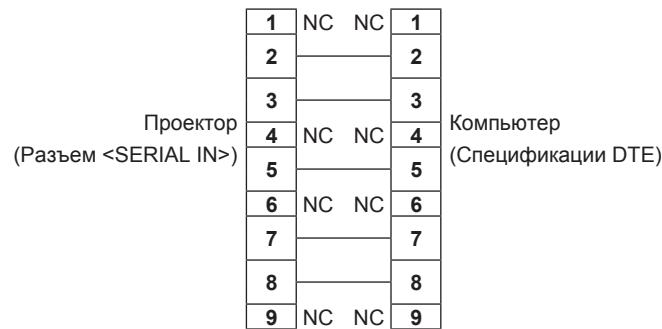 1 NC NC 1
2 2
3 3
Проектор
(Разъем <SERIAL IN>)
4 NC NC 4
Компьютер
(Спецификации DTE)
5 5
6 NC NC 6
7 7
8 8
9 NC NC 9